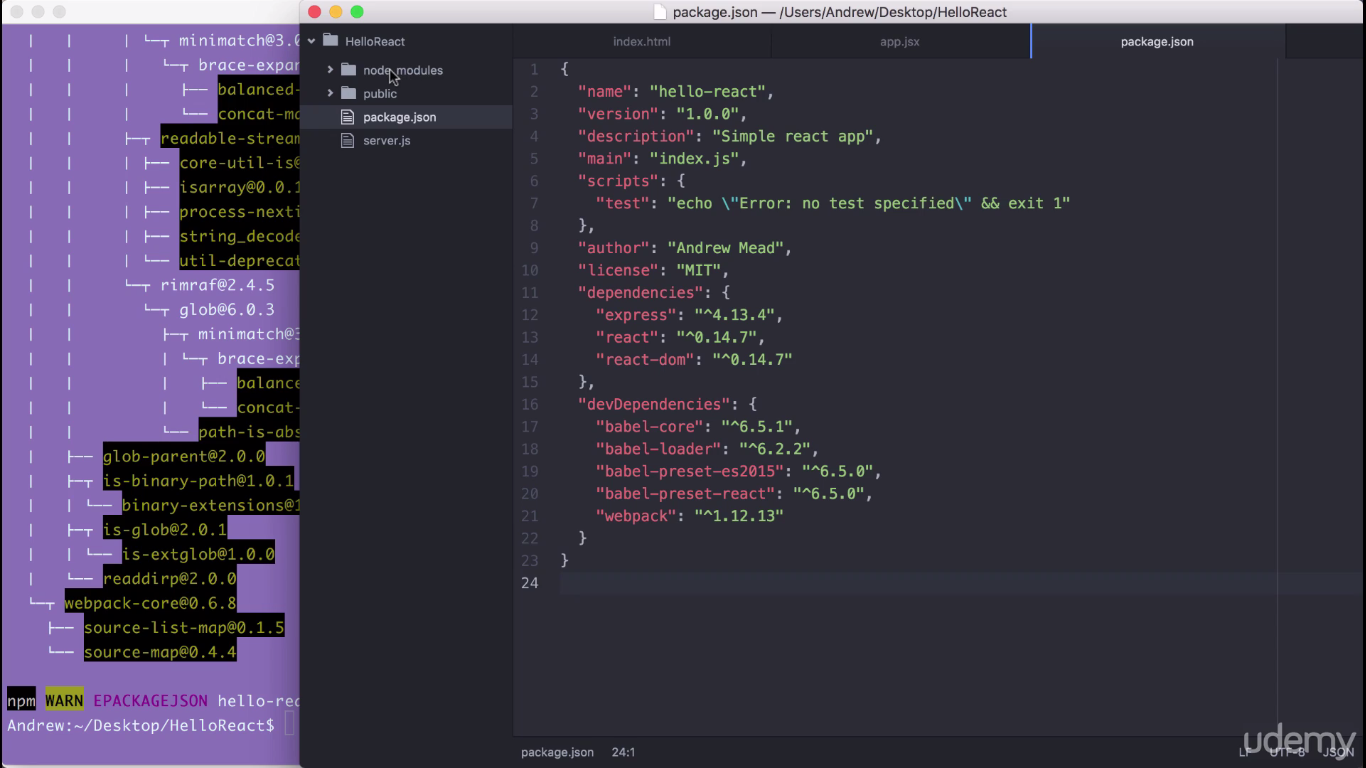 package.json — /Users/Andrew/Desktop/HelloReact
minimatch@3.0
brace-expan
balanced-
concat-ma
readable-stream
core-util-is@
isarray@0.0.1
process-nexti
string_decode
util-deprecat
rimraf@2.4.5
glob@6.0.3
minimatch@3
brace-exp
balance
concat-
path-is-abs
glob-parent@2.0.0
is-binary-path@1.0.1
binary-extensions@1
is-glob@2.0.1
is-extglob@1.0.0
readdirp@2.0.0
webpack-core@0.6.8
source-list-map@0.1.5
source-map@0.4.4
npm WARN EPACKAGEJSON hello-rea
Andrew:~/Desktop/HelloReact$
HelloReact
node_modules
public
package.json
server.js
index.html
app.jsx
package.json
1 {
2 "name": "hello-react",
3 "version": "1.0.0",
4 "description": "Simple react app",
5 "main": "index.js",
6 "scripts": {
7 "test": "echo \"Error: no test specified\" && exit 1"
8 },
9 "author": "Andrew Mead",
10 "license": "MIT",
11 "dependencies": {
12 "express": "^4.13.4",
13 "react": "^0.14.7",
14 "react-dom": "^0.14.7"
15 },
16 "devDependencies": {
17 "babel-core": "^6.5.1",
18 "babel-loader": "^6.2.2",
19 "babel-preset-es2015": "^6.5.0",
20 "babel-preset-react": "^6.5.0",
21 "webpack": "^1.12.13"
22 }
23 }
24
package.json 24:1
LF UTF-8 JSON
udemy